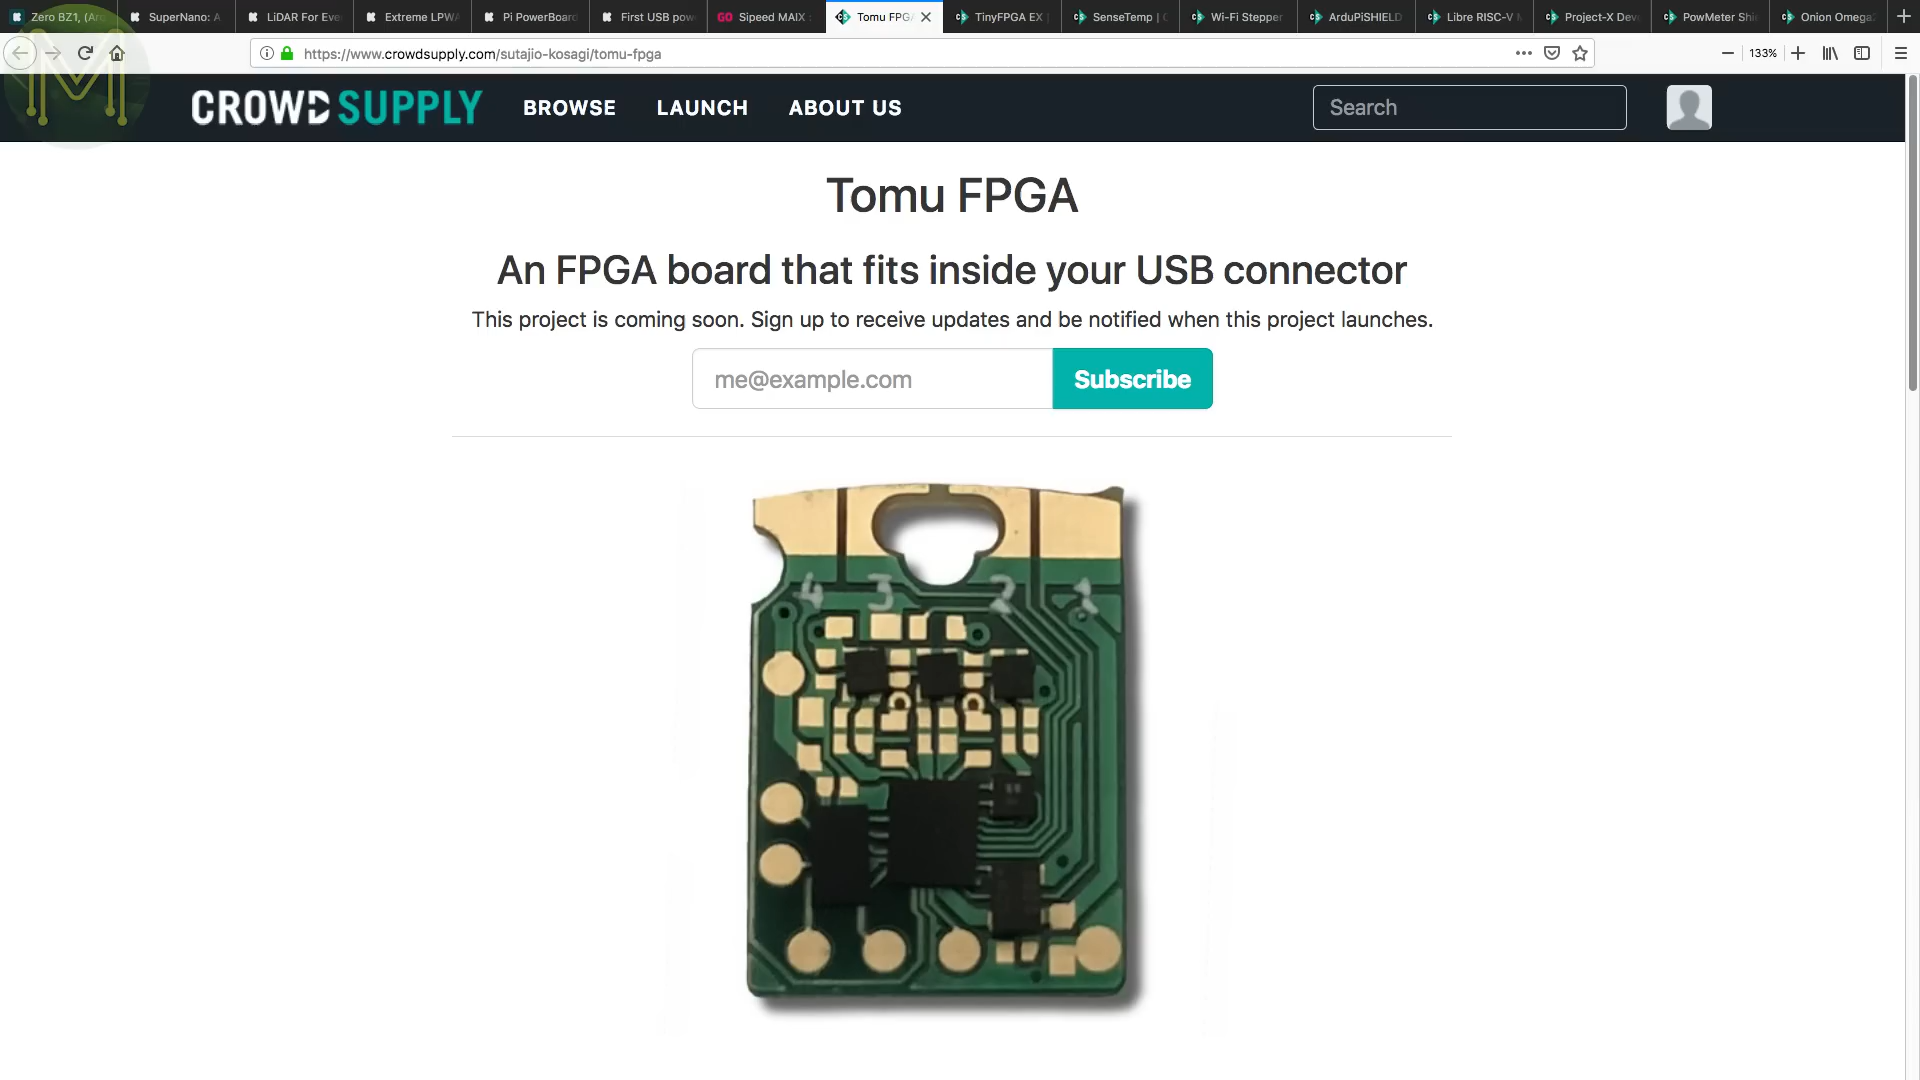 Zero BZ1, (Ar
SuperNano: A
LiDAR For Eve
Extreme LPWA
Pi PowerBoard
First USB pow
GO Sipeed MAIX
Tomu FPGA
TinyFPGA EX
SenseTemp | C
Wi-Fi Stepper
ArduPiSHIELD
Libre RISC-V M
Project-X Dev
PowMeter Shi
Onion Omega2
https://www.crowdsupply.com/sutajio-kosagi/tomu-fpga
133%
M
CROWD SUPPLY
BROWSE
LAUNCH
ABOUT US
Search
Tomu FPGA
An FPGA board that fits inside your USB connector
This project is coming soon. Sign up to receive updates and be notified when this project launches.
me@example.com
Subscribe
4 3 2 1